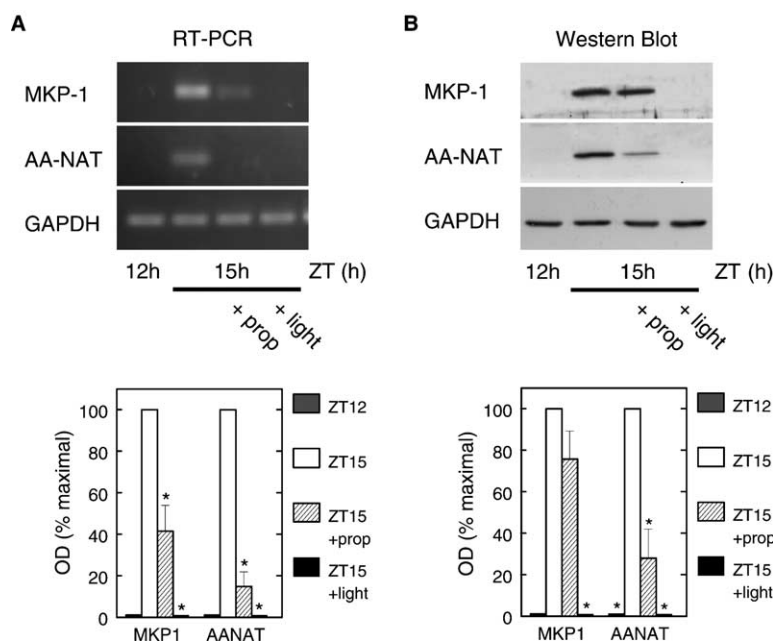 A
RT-PCR
MKP-1
AA-NAT
GAPDH
12h 15h ZT (h)
+ prop
+ light
OD (% maximal)
100
80
60
40
20
0
* * * *
MKP1 AANAT
ZT12
ZT15
ZT15
+prop
ZT15
+light
B
Western Blot
MKP-1
AA-NAT
GAPDH
12h 15h ZT (h)
+ prop
+ light
OD (% maximal)
100
80
60
40
20
0
* * * *
MKP1 AANAT
ZT12
ZT15
ZT15
+prop
ZT15
+light